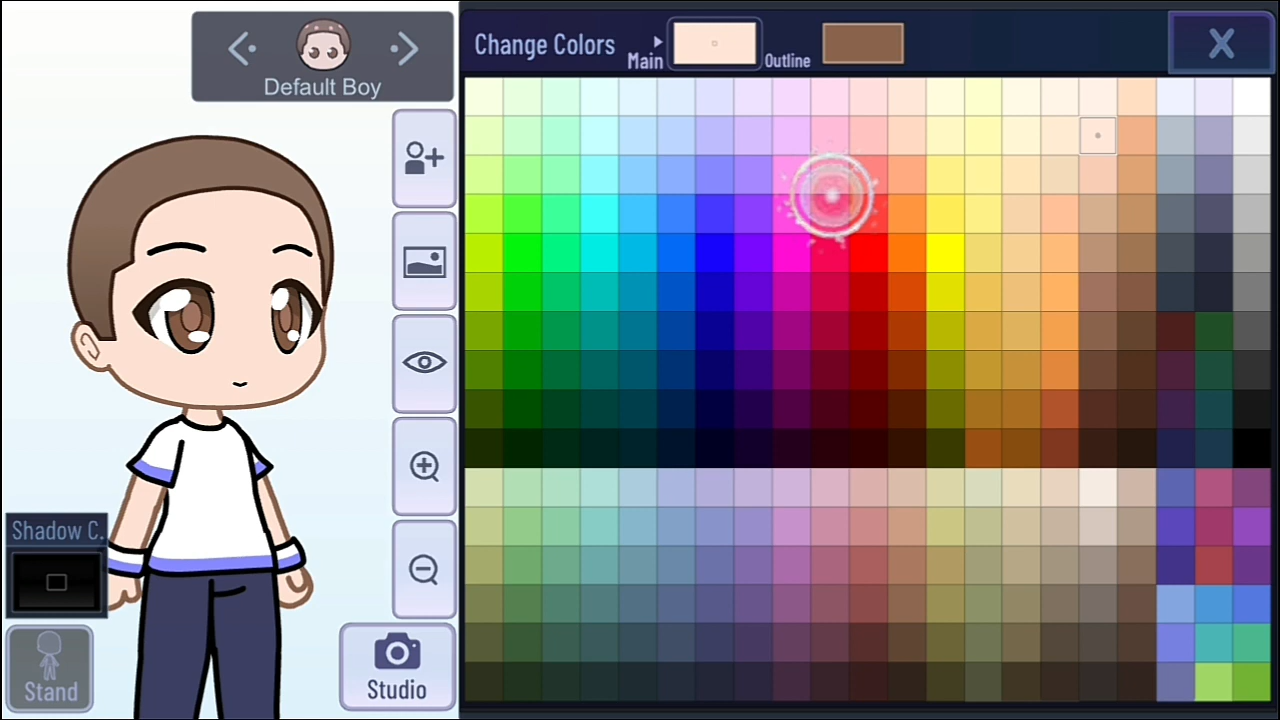 Default Boy
Change Colors
Main
Outline
X
Shadow C.
Stand
Studio